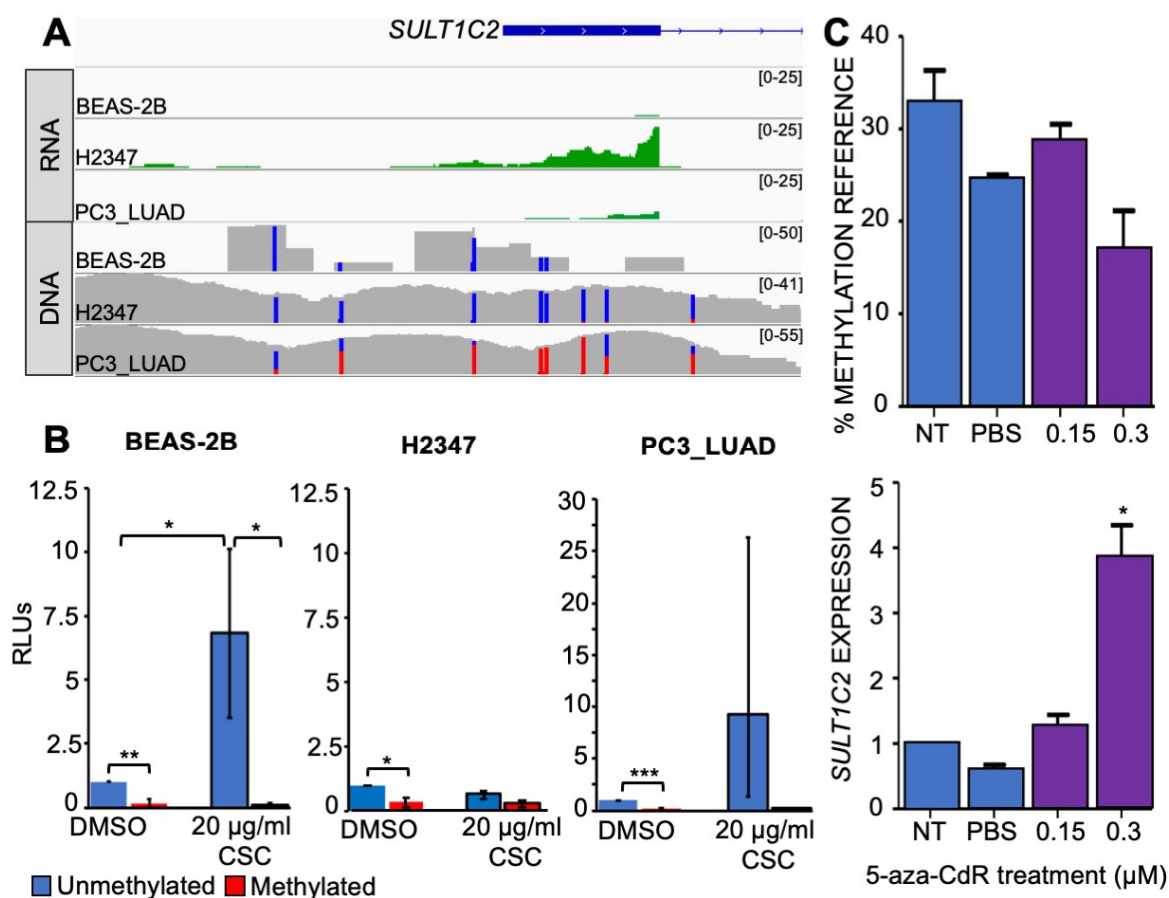 A
SULT1C2
RNA
BEAS-2B
[0-25]
H2347
[0-25]
PC3_LUAD
[0-25]
DNA
BEAS-2B
[0-50]
H2347
[0-41]
PC3_LUAD
[0-55]
B
BEAS-2B
H2347
PC3_LUAD
RLUs
12.5
10
7.5
5
2.5
0
*
*
**
DMSO
20 µg/ml
CSC
12.5
10
7.5
5
2.5
0
*
DMSO
20 µg/ml
CSC
30
25
20
15
10
5
0
***
DMSO
20 µg/ml
CSC
Unmethylated
Methylated
C
% METHYLATION REFERENCE
40
30
20
10
0
NT PBS 0.15 0.3
SULT1C2 EXPRESSION
5
4
3
2
1
0
*
NT PBS 0.15 0.3
5-aza-CdR treatment (µM)